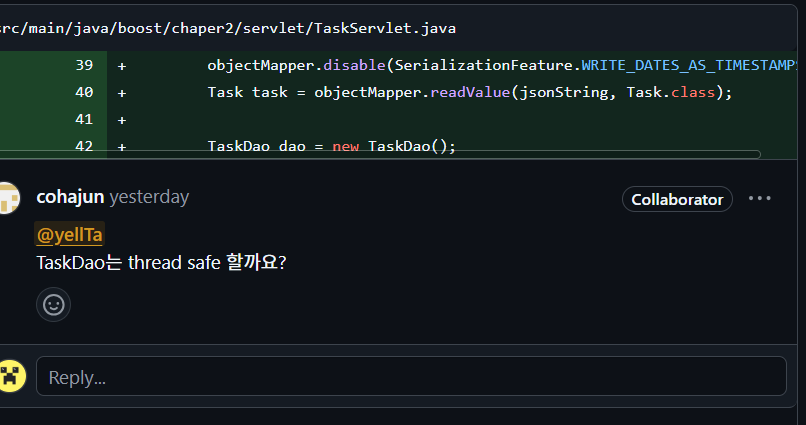 src/main/java/boost/chaper2/servlet/TaskServlet.java
39 + objectMapper.disable(SerializationFeature.WRITE_DATES_AS_TIMESTAMPS
40 + Task task = objectMapper.readValue(jsonString, Task.class);
41 +
42 + TaskDao dao = new TaskDao();
cohajun yesterday Collaborator ...
@yellTa
TaskDao는 thread safe 할까요?
Reply...